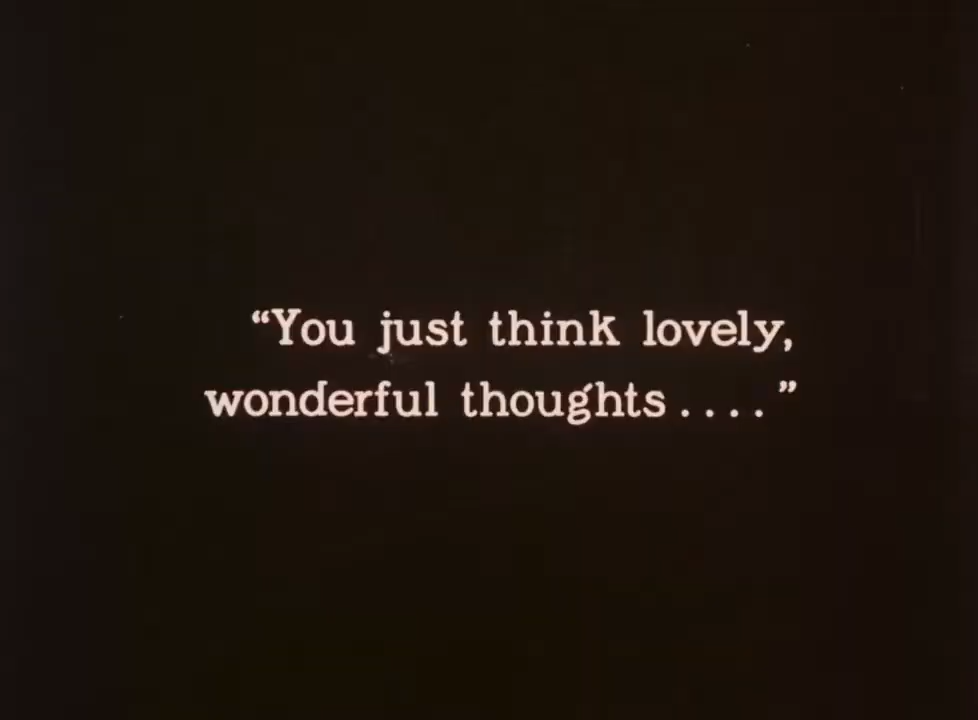 “You just think lovely,
wonderful thoughts . . . . ”